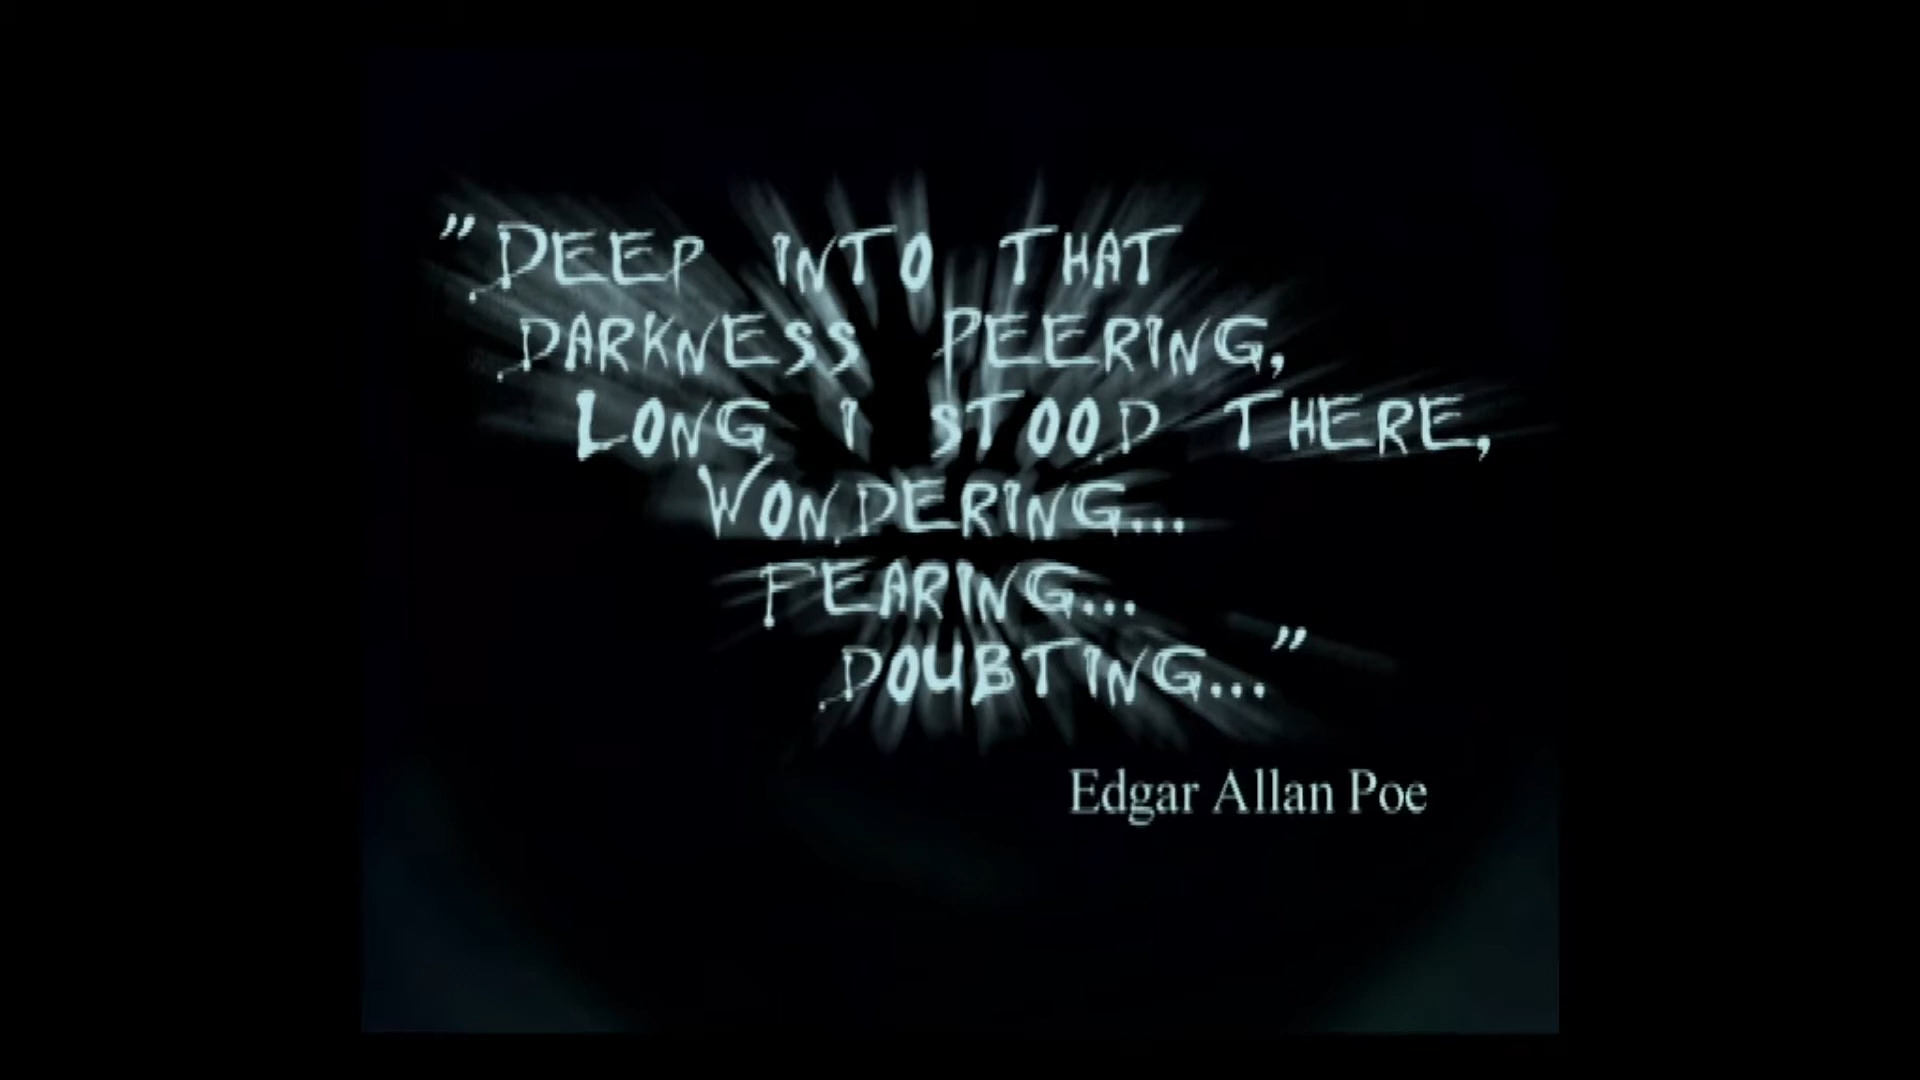 "DEEP INTO THAT
DARKNESS PEERING,
LONG I STOOD THERE,
WONDERING...
FEARING...
DOUBTING..."
Edgar Allan Poe